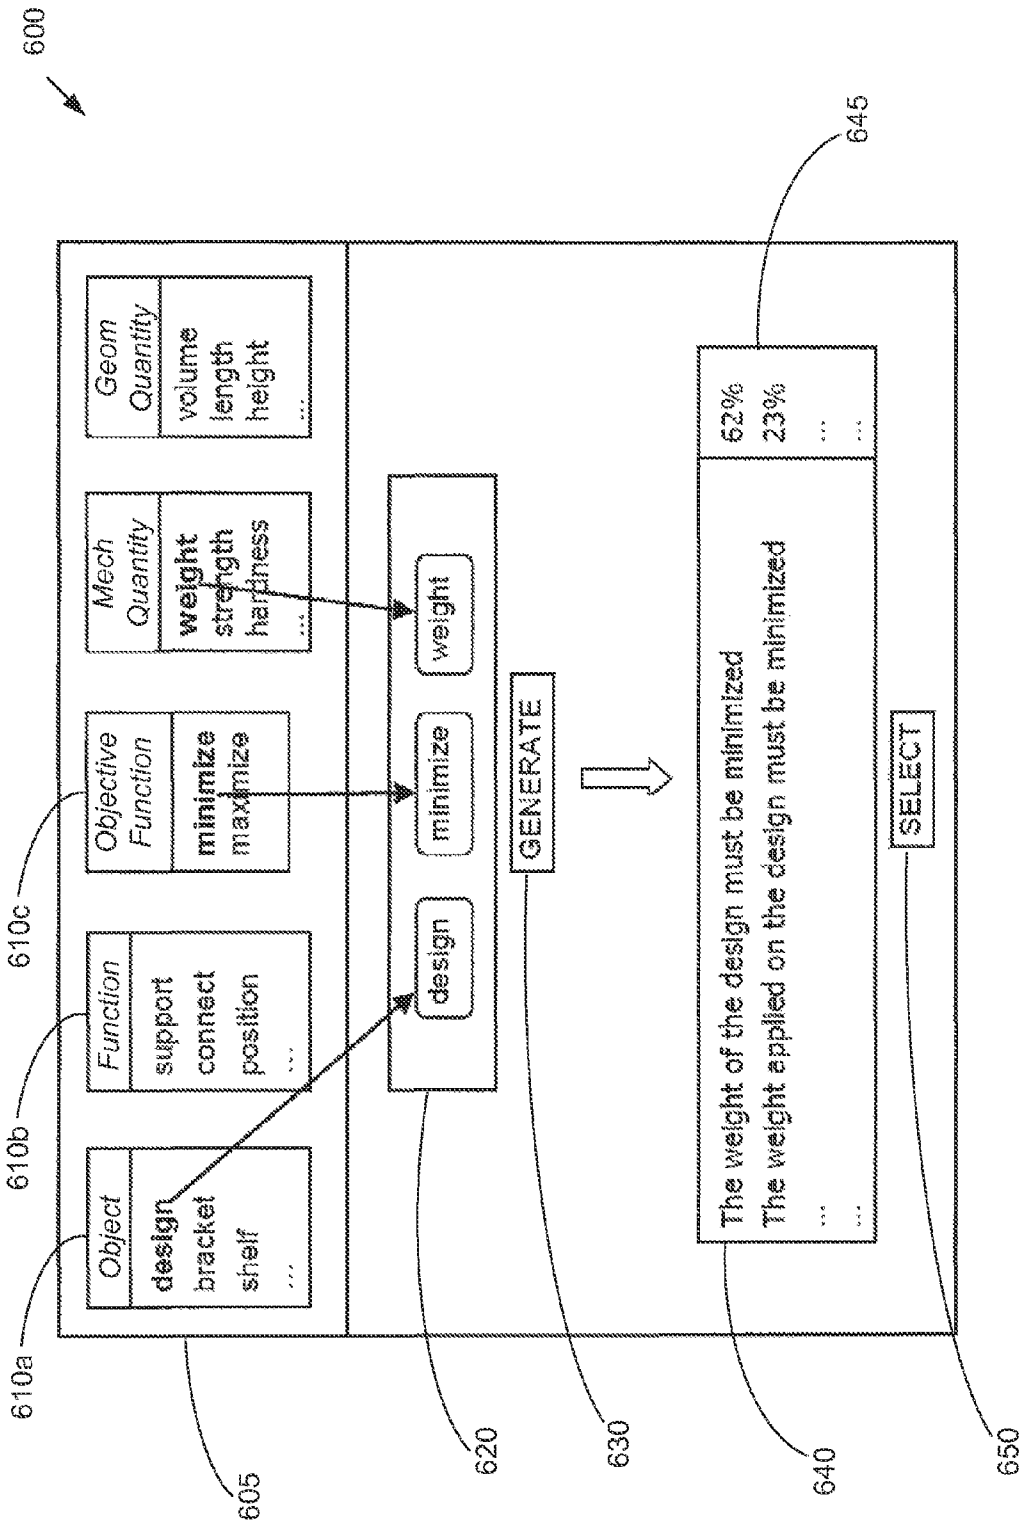 600
610a
610b
610c
605
Object
design
bracket
shelf
...
Function
support
connect
position
...
Objective
Function
minimize
maximize
Mech
Quantity
weight
strength
hardness
...
Geom
Quantity
volume
length
height
...
620
design
minimize
weight
630
GENERATE
640
The weight of the design must be minimized
62%
The weight applied on the design must be minimized
23%
... ...
... ...
645
650
SELECT